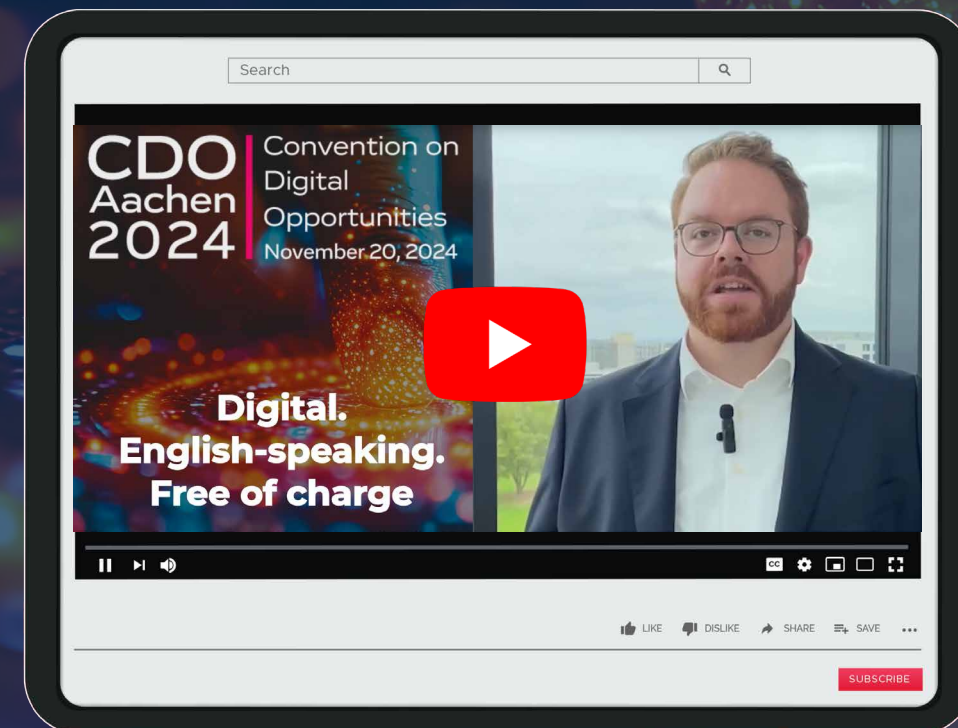 Search
CDO
Aachen
2024
Convention on
Digital
Opportunities
November 20, 2024
Digital.
English-speaking.
Free of charge
CC
LIKE
DISLIKE
SHARE
SAVE
SUBSCRIBE